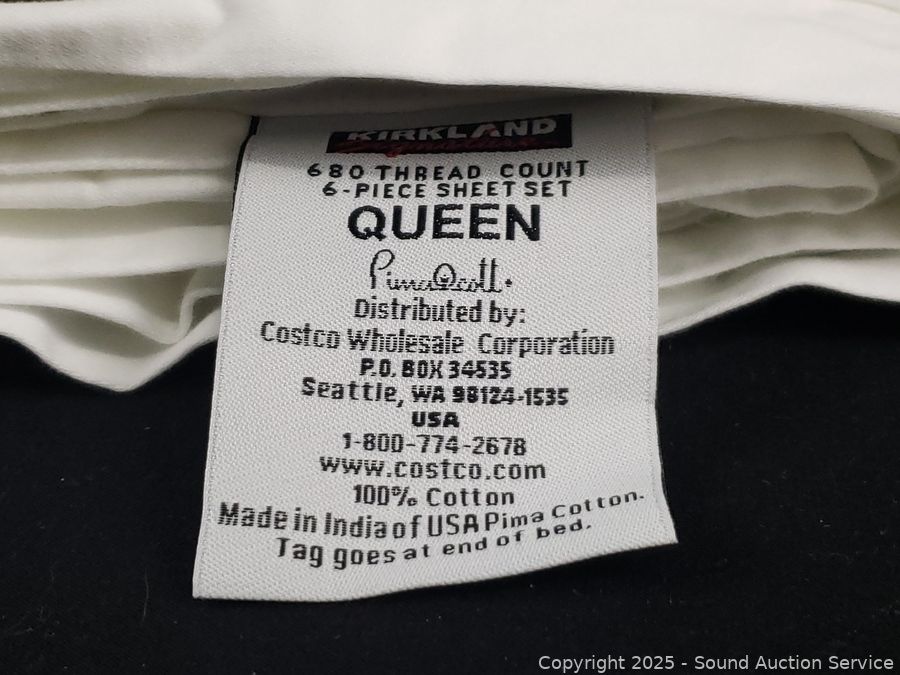 KIRKLAND
Signature
680 THREAD COUNT
6-PIECE SHEET SET
QUEEN
PimaCott.
Distributed by:
Costco Wholesale Corporation
P.O. BOX 34535
Seattle, WA 98124-1535
USA
1-800-774-2678
www.costco.com
100% Cotton
Made in India of USA Pima Cotton.
Tag goes at end of bed.
Copyright 2025 - Sound Auction Service